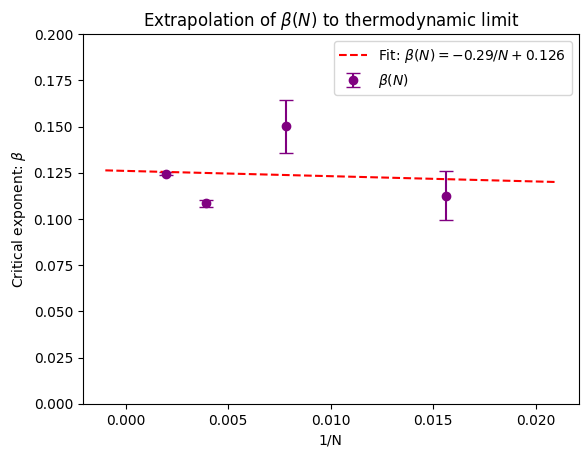 Extrapolation of β(N) to thermodynamic limit
Fit: β(N) = −0.29/N + 0.126
β(N)
Critical exponent: β
0.200
0.175
0.150
0.125
0.100
0.075
0.050
0.025
0.000
0.000 0.005 0.010 0.015 0.020
1/N